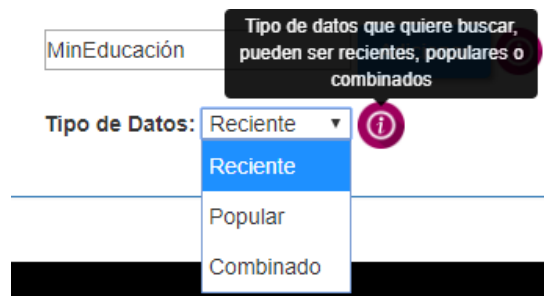 Tipo de datos que quiere buscar,
pueden ser recientes, populares o
combinados
MinEducación
Tipo de Datos: Reciente
Reciente
Popular
Combinado